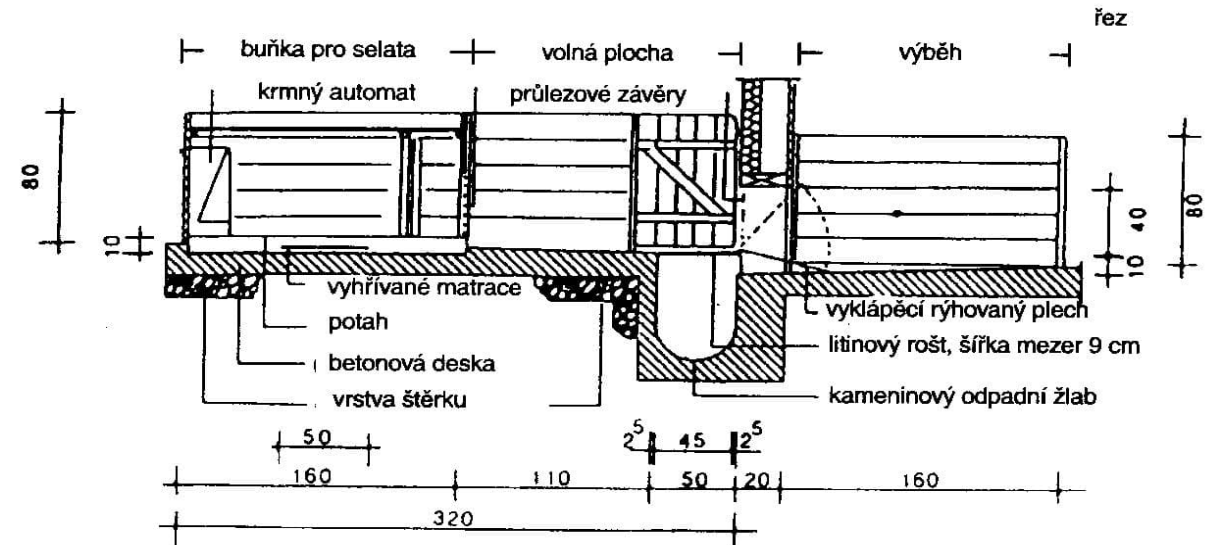 řez
buňka pro selata
volná plocha
výběh
krmný automat
průlezové závěry
80
10
40
80
10
vyhřívané matrace
potah
betonová deska
vrstva štěrku
vyklápěcí rýhovaný plech
litinový rošt, šířka mezer 9 cm
kameninový odpadní žlab
50
2⁵ 45 2⁵
160 110 50 20 160
320